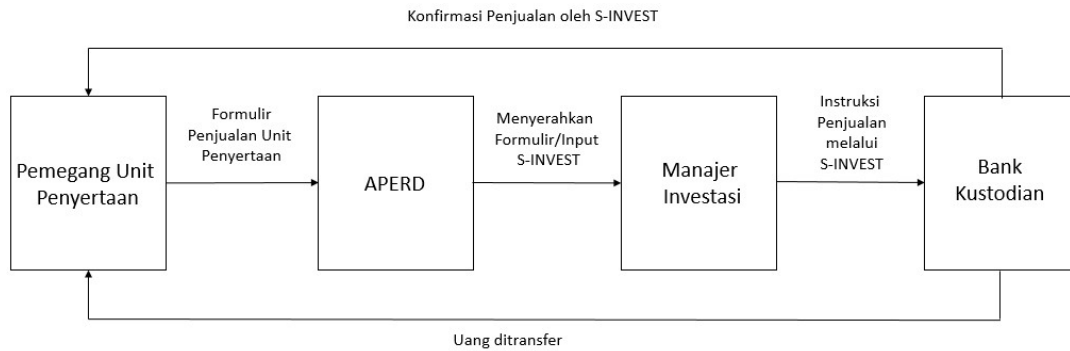 Konfirmasi Penjualan oleh S-INVEST
Pemegang Unit
Penyertaan
Formulir
Penjualan Unit
Penyertaan
APERD
Menyerahkan
Formulir/Input
S-INVEST
Manajer
Investasi
Instruksi
Penjualan
melalui
S-INVEST
Bank
Kustodian
Uang ditransfer